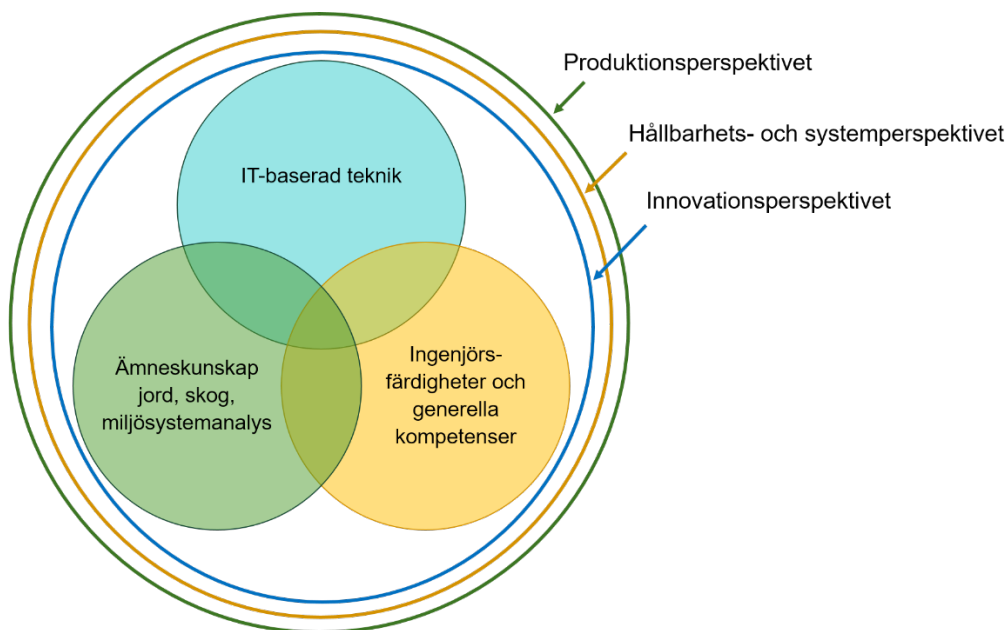 Produktionsperspektivet
Hållbarhets- och systemperspektivet
Innovationsperspektivet
IT-baserad teknik
Ämneskunskap
jord, skog,
miljösystemanalys
Ingenjörs-
färdigheter och
generella
kompetenser